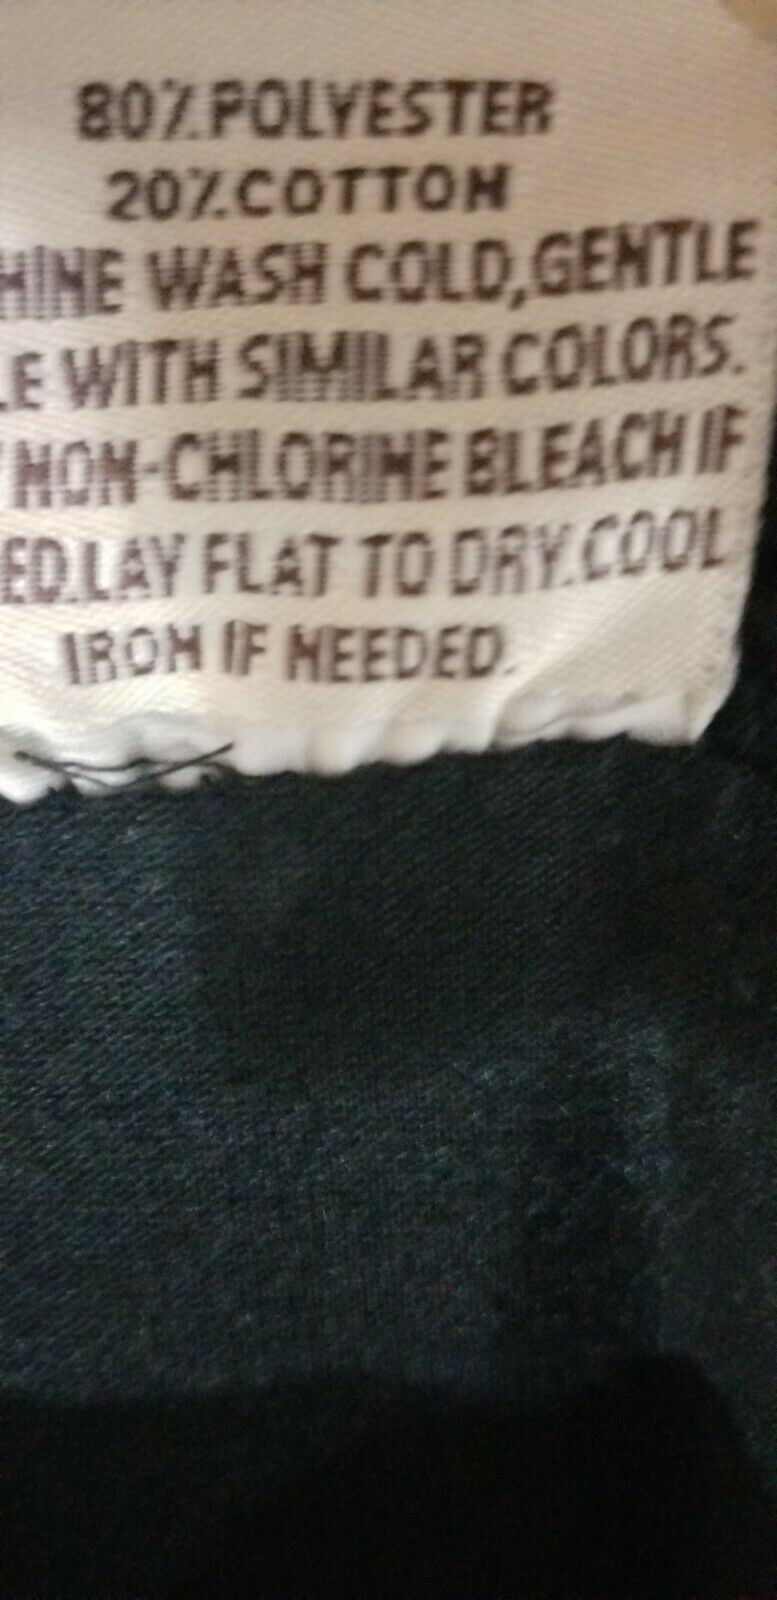 80% POLYESTER
20% COTTON
HINE WASH COLD, GENTLE
LE WITH SIMILAR COLORS.
NON-CHLORINE BLEACH IF
ED. LAY FLAT TO DRY. COOL
IRON IF NEEDED.